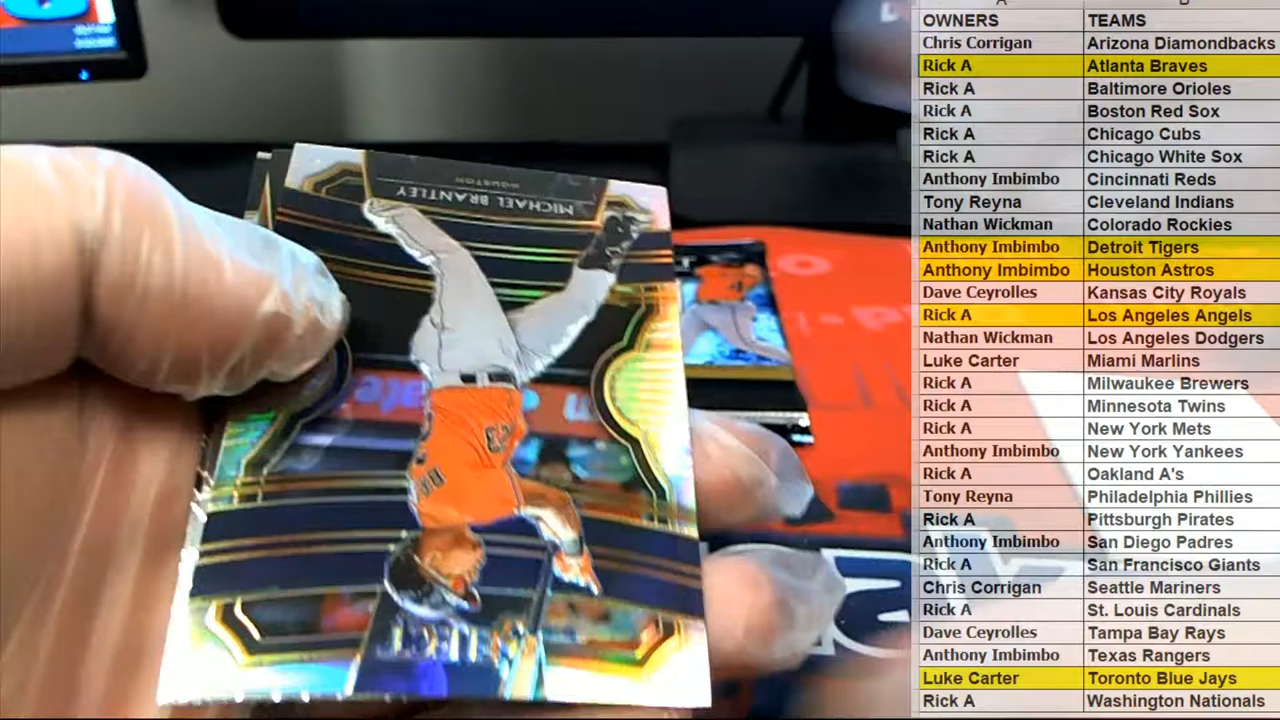 OWNERS TEAMS
Chris Corrigan Arizona Diamondbacks
Rick A Atlanta Braves
Rick A Baltimore Orioles
Rick A Boston Red Sox
Rick A Chicago Cubs
Rick A Chicago White Sox
Anthony Imbimbo Cincinnati Reds
Tony Reyna Cleveland Indians
Nathan Wickman Colorado Rockies
Anthony Imbimbo Detroit Tigers
Anthony Imbimbo Houston Astros
Dave Ceyrolles Kansas City Royals
Rick A Los Angeles Angels
Nathan Wickman Los Angeles Dodgers
Luke Carter Miami Marlins
Rick A Milwaukee Brewers
Rick A Minnesota Twins
Rick A New York Mets
Anthony Imbimbo New York Yankees
Rick A Oakland A's
Tony Reyna Philadelphia Phillies
Rick A Pittsburgh Pirates
Anthony Imbimbo San Diego Padres
Rick A San Francisco Giants
Chris Corrigan Seattle Mariners
Rick A St. Louis Cardinals
Dave Ceyrolles Tampa Bay Rays
Anthony Imbimbo Texas Rangers
Luke Carter Toronto Blue Jays
Rick A Washington Nationals
MICHAEL BRANTLEY
HOUSTON
23